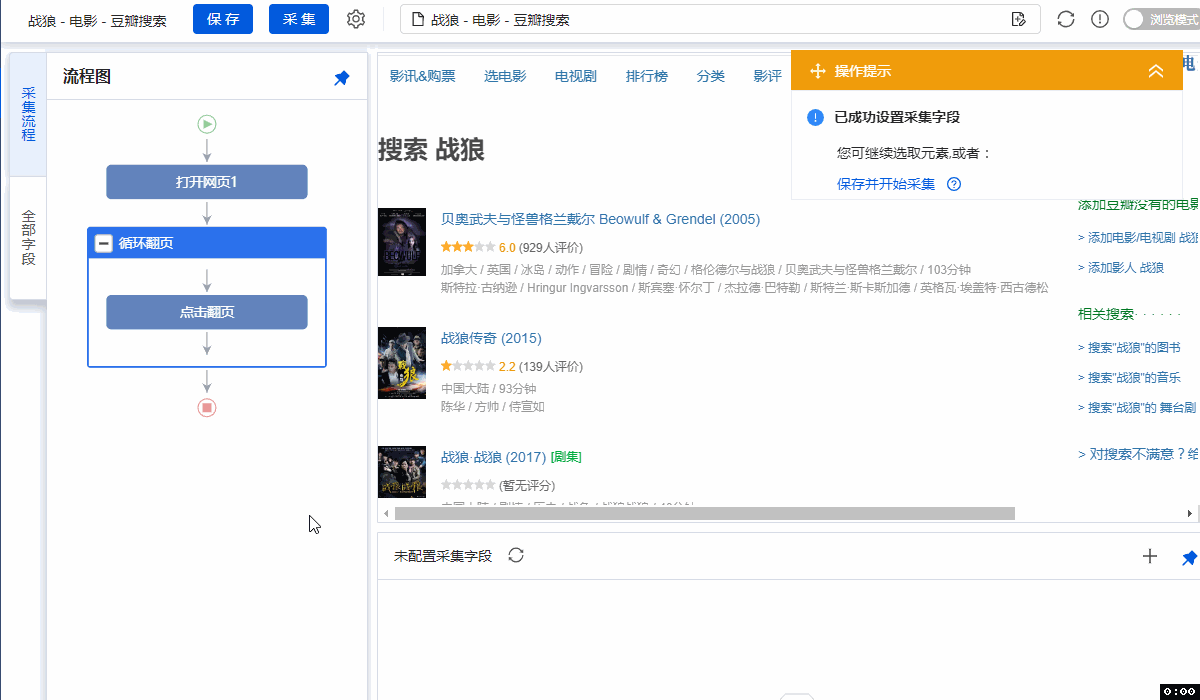 战狼 - 电影 - 豆瓣搜索
保 存
采 集
战狼 - 电影 - 豆瓣搜索
浏览模式
采集流程
全部字段
流程图
打开网页1
循环翻页
点击翻页
影讯&购票 选电影 电视剧 排行榜 分类 影评
电
操作提示
已成功设置采集字段
您可继续选取元素,或者：
保存并开始采集
搜索 战狼
贝奥武夫与怪兽格兰戴尔 Beowulf & Grendel (2005)
6.0 (929人评价)
加拿大 / 英国 / 冰岛 / 动作 / 冒险 / 剧情 / 奇幻 / 格伦德尔与战狼 / 贝奥武夫与怪兽格兰戴尔 / 103分钟
斯特拉·古纳逊 / Hringur Ingvarsson / 斯宾塞·怀尔丁 / 杰拉德·巴特勒 / 斯特兰·斯卡斯加德 / 英格瓦·埃盖特·西古德松
战狼传奇 (2015)
2.2 (139人评价)
中国大陆 / 93分钟
陈华 / 方帅 / 侍宣如
战狼·战狼 (2017) [剧集]
(暂无评分)
添加豆瓣没有的电影
> 添加电影/电视剧 战狼
> 添加影人 战狼
相关搜索· · · · · ·
> 搜索"战狼"的图书
> 搜索"战狼"的音乐
> 搜索"战狼"的 舞台剧
> 对搜索不满意？给
未配置采集字段
0:00